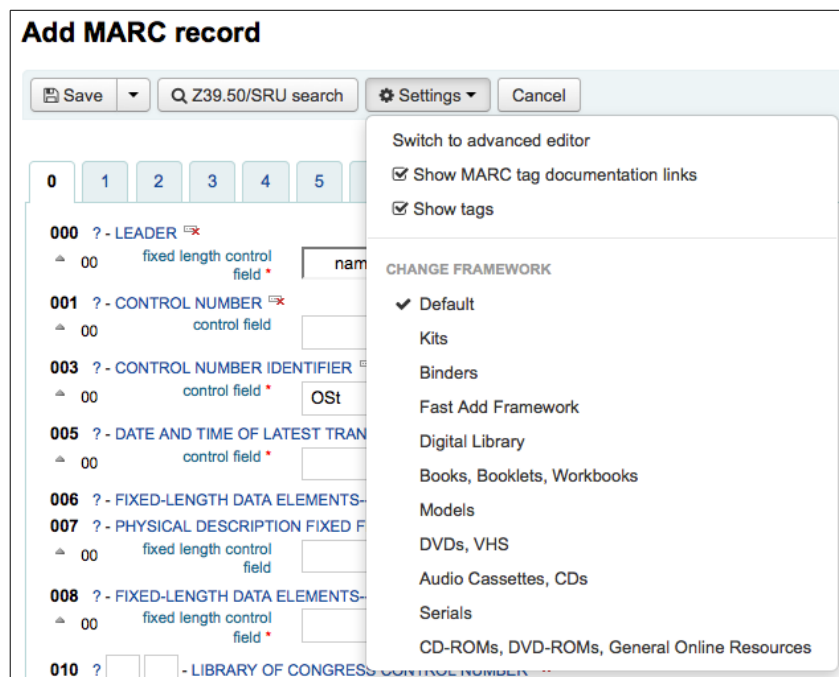 Add MARC record
Save Z39.50/SRU search Settings Cancel
Switch to advanced editor
Show MARC tag documentation links
Show tags
CHANGE FRAMEWORK
Default
Kits
Binders
Fast Add Framework
Digital Library
Books, Booklets, Workbooks
Models
DVDs, VHS
Audio Cassettes, CDs
Serials
CD-ROMs, DVD-ROMs, General Online Resources
0 1 2 3 4 5
000 ? - LEADER
00 fixed length control
field *
nam
001 ? - CONTROL NUMBER
00 control field
003 ? - CONTROL NUMBER IDENTIFIER
00 control field *
OSt
005 ? - DATE AND TIME OF LATEST TRAN
00 control field *
006 ? - FIXED-LENGTH DATA ELEMENTS-
007 ? - PHYSICAL DESCRIPTION FIXED F
00 fixed length control
field
008 ? - FIXED-LENGTH DATA ELEMENTS-
00 fixed length control
field *
010 ? - LIBRARY OF CONGRESS CONTROL NUMBER